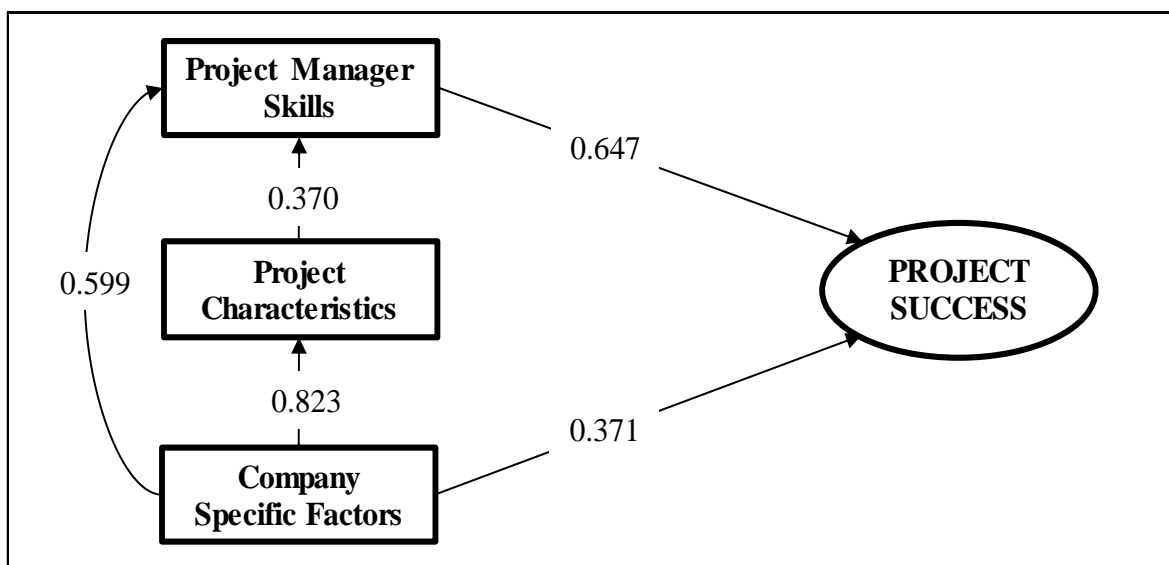 Project Manager
Skills
0.647
0.370
Project
Characteristics
0.599
PROJECT
SUCCESS
0.823
0.371
Company
Specific Factors